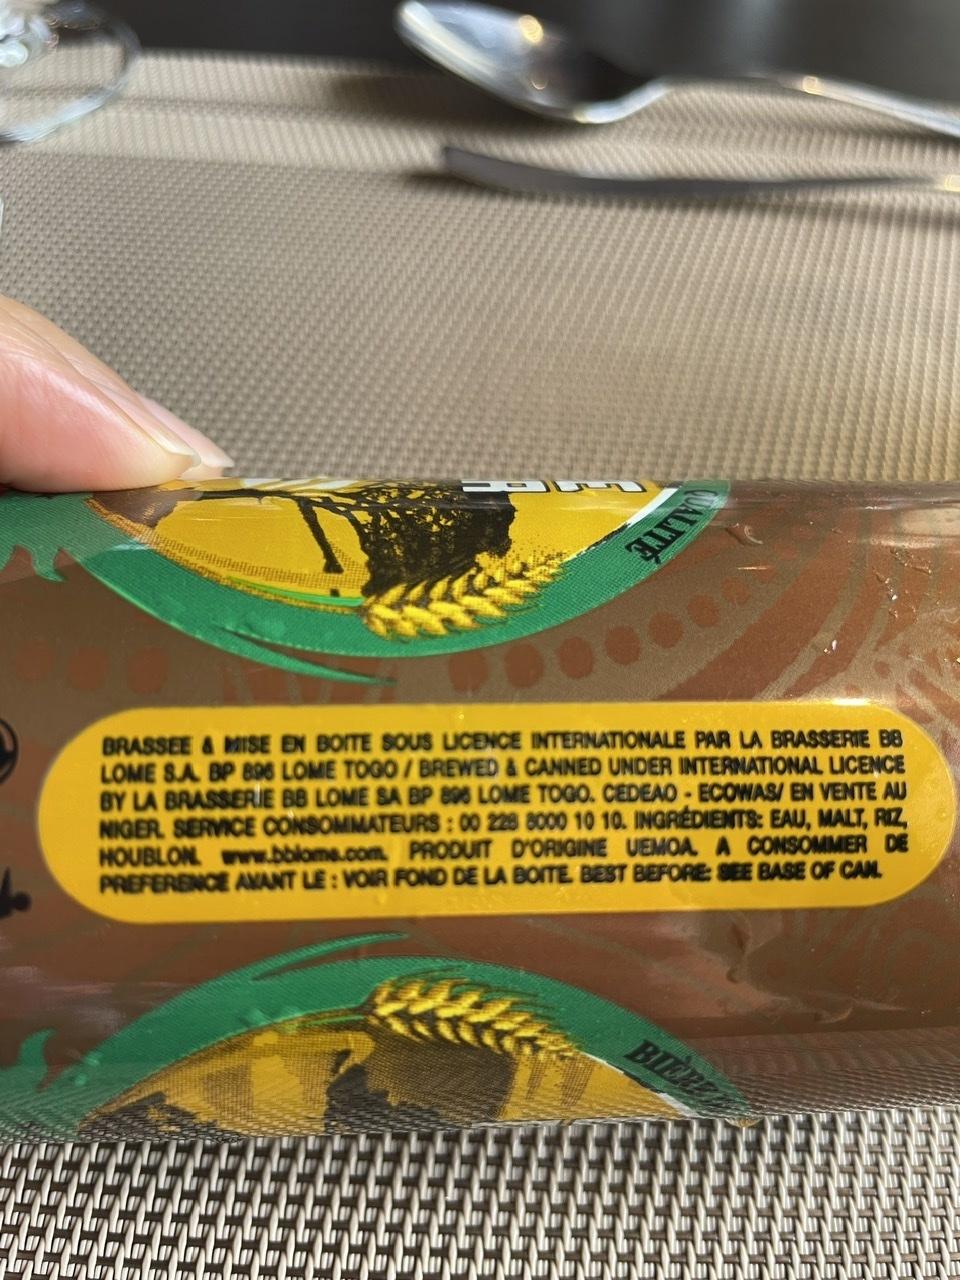 QUALITÉ
BRASSEE & MISE EN BOITE SOUS LICENCE INTERNATIONALE PAR LA BRASSERIE BB
LOME S.A. BP 896 LOME TOGO / BREWED & CANNED UNDER INTERNATIONAL LICENCE
BY LA BRASSERIE BB LOME SA BP 896 LOME TOGO. CEDEAO - ECOWAS/ EN VENTE AU
NIGER. SERVICE CONSOMMATEURS : 00 228 8000 10 10. INGRÉDIENTS: EAU, MALT, RIZ,
HOUBLON. www.bblome.com. PRODUIT D'ORIGINE UEMOA. A CONSOMMER DE
PREFERENCE AVANT LE : VOIR FOND DE LA BOITE. BEST BEFORE: SEE BASE OF CAN.
BIÈRE